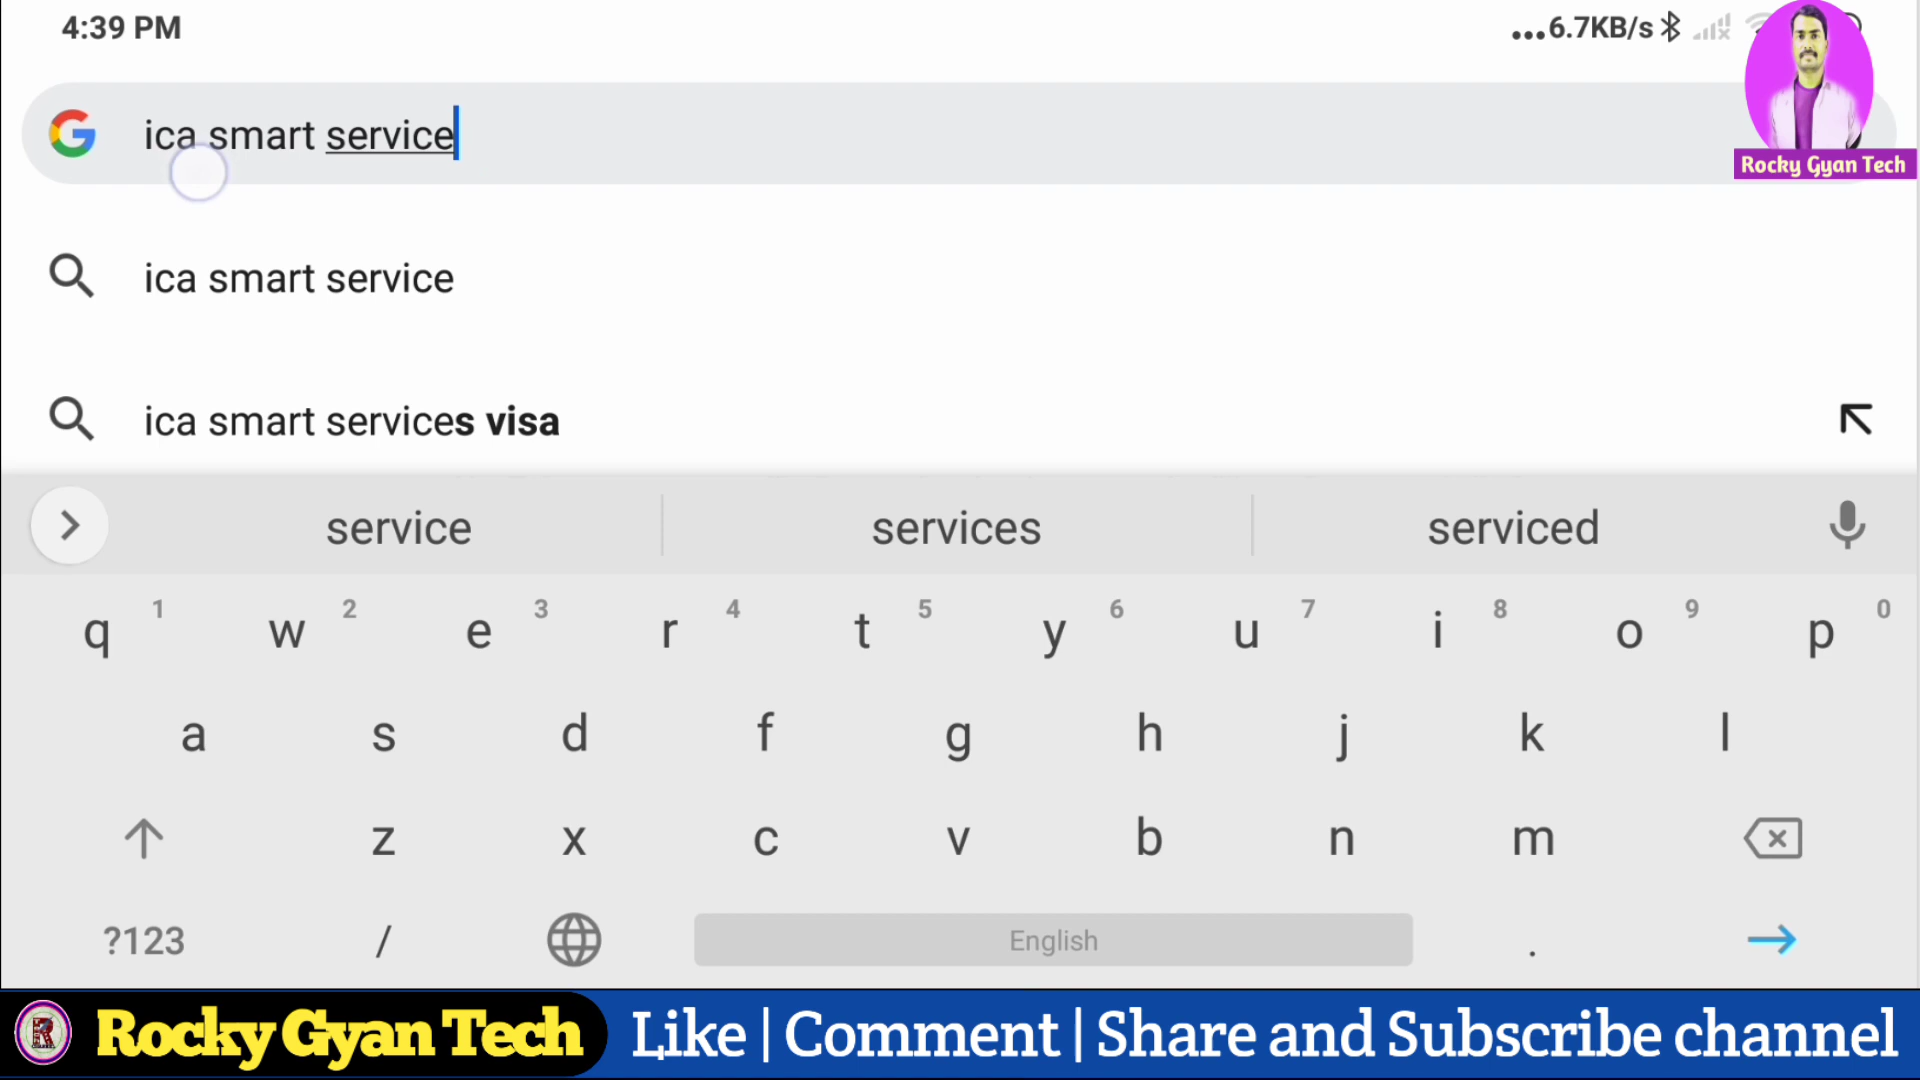 4:39 PM
...6.7KB/s
ica smart service
Rocky Gyan Tech
ica smart service
ica smart services visa
service services serviced
q 1 w 2 e 3 r 4 t 5 y 6 u 7 i 8 o 9 p 0
a s d f g h j k l
z x c v b n m
?123 / English .
R Rocky Gyan Tech Like | Comment | Share and Subscribe channel